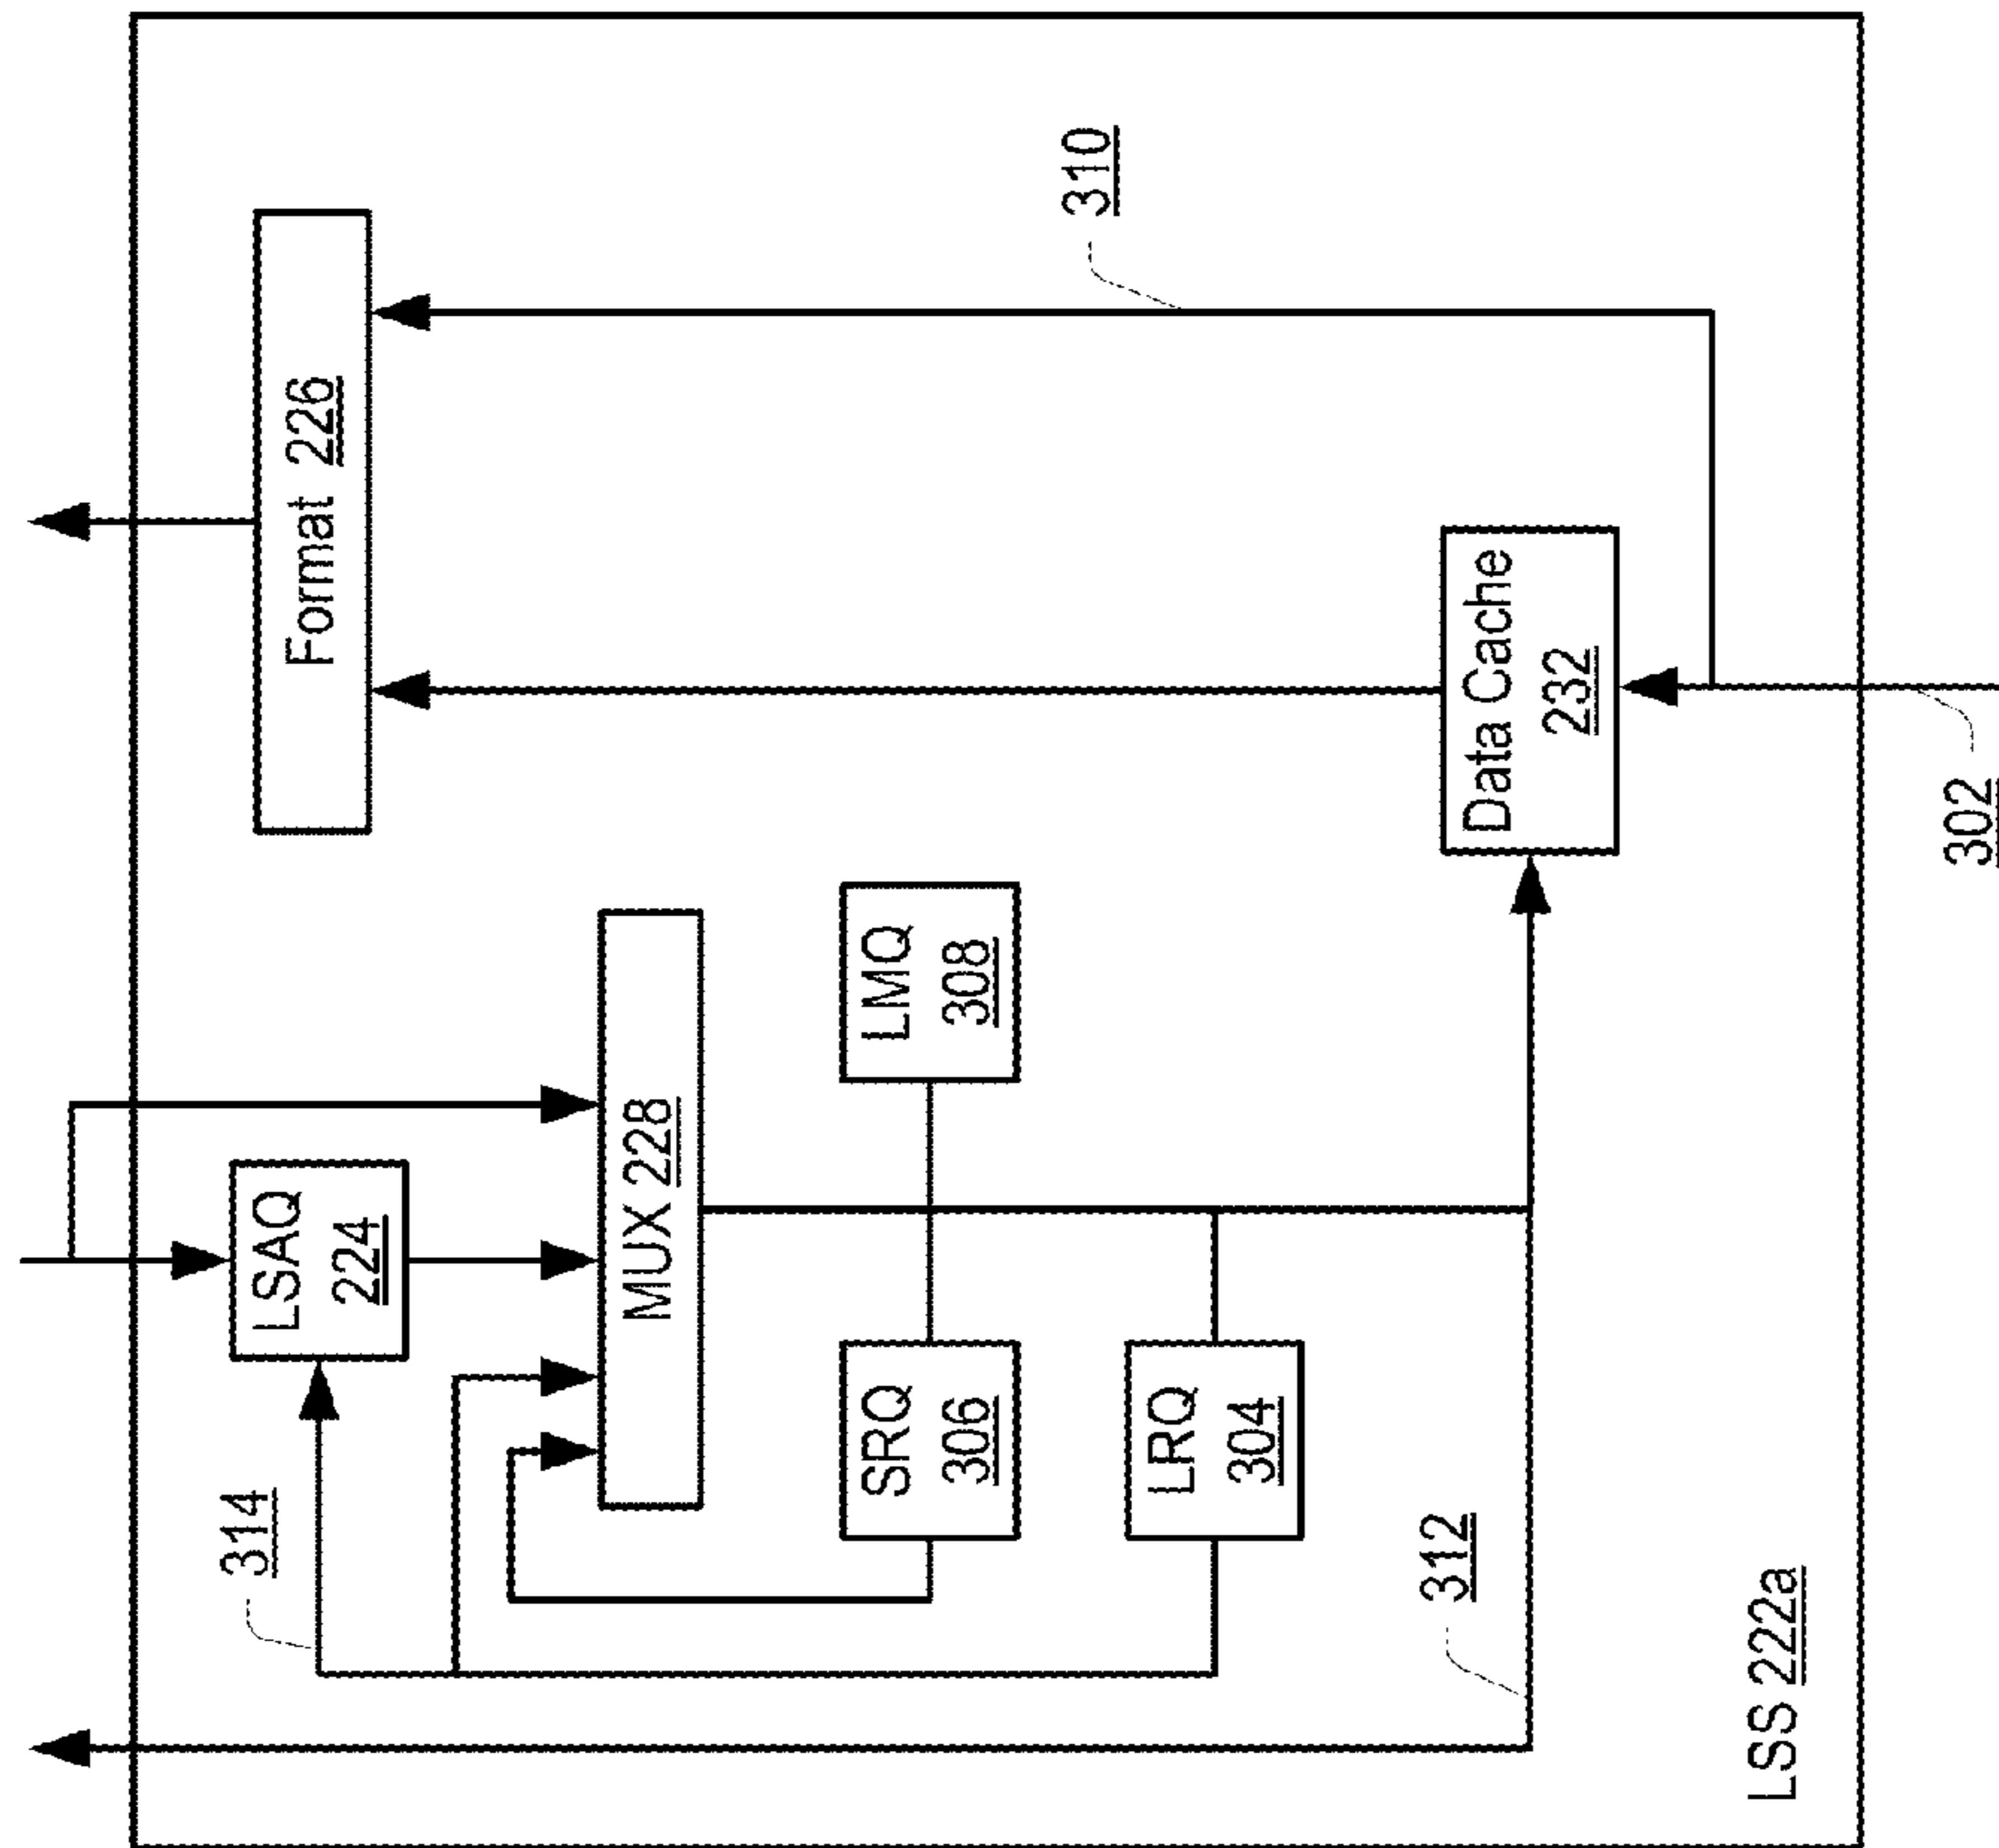 314
LSAQ
224
Format 226
MUX 228
310
SRQ
306
LMQ
308
LRQ
304
312
Data Cache
232
LSS 222a
302